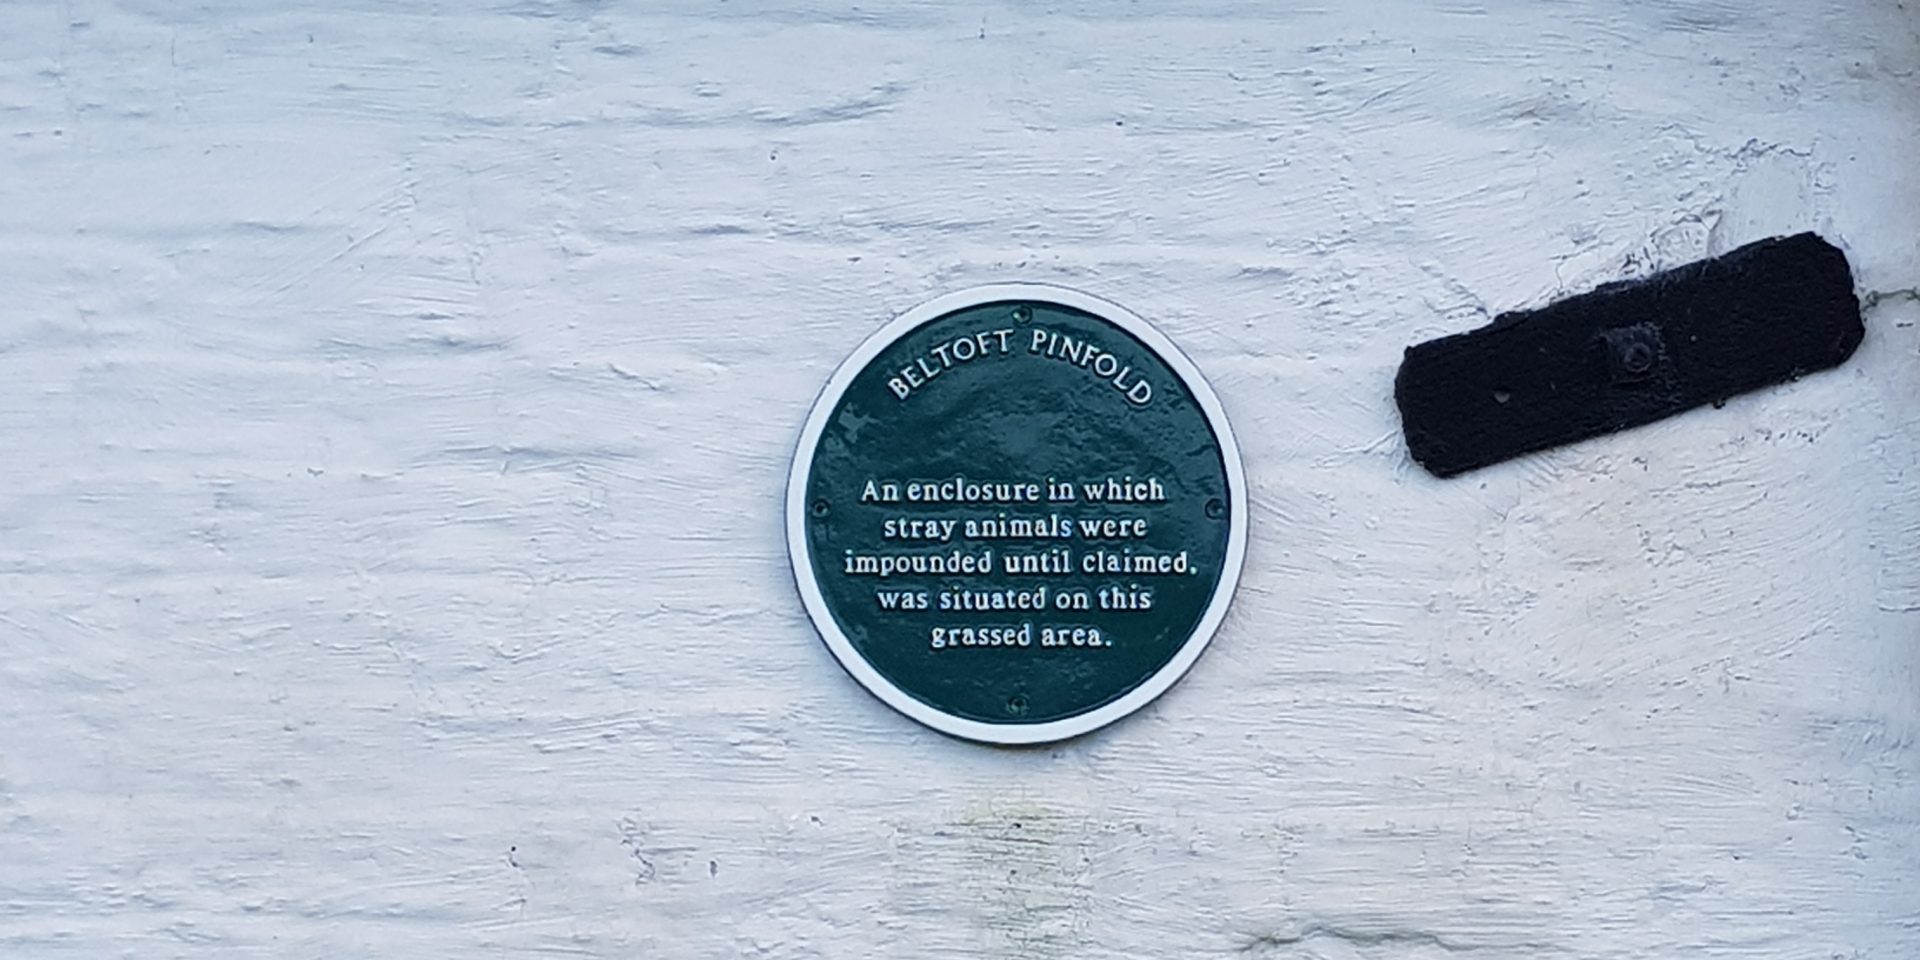 BELTOFT PINFOLD
An enclosure in which
stray animals were
impounded until claimed,
was situated on this
grassed area.